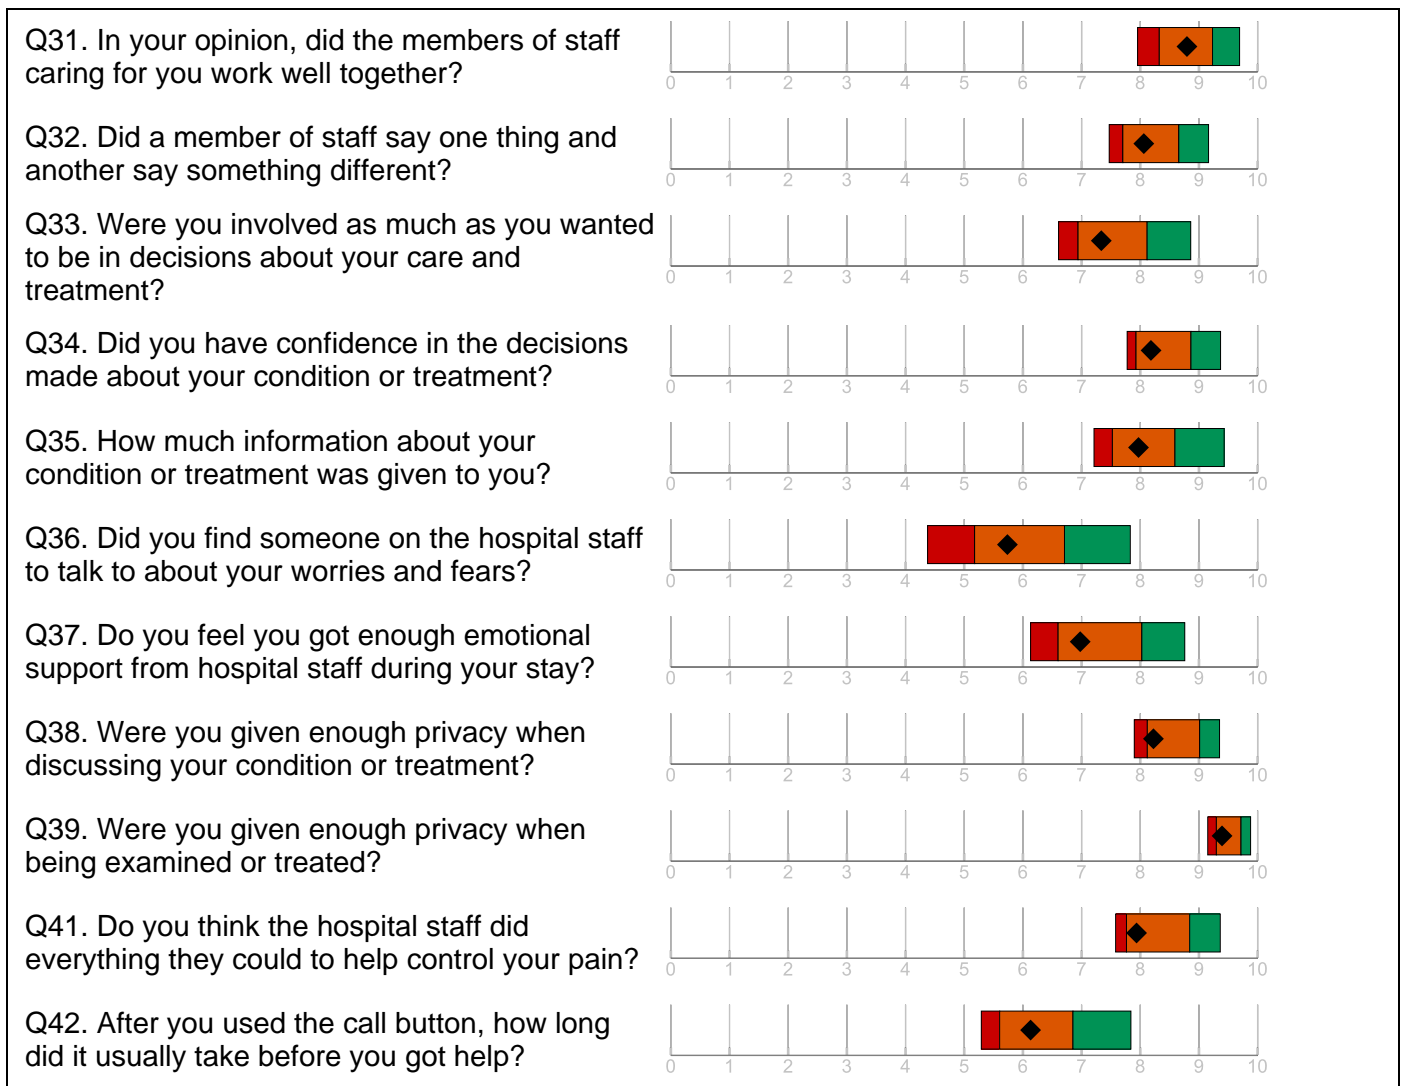 Q31. In your opinion, did the members of staff
caring for you work well together?
0 1 2 3 4 5 6 7 8 9 10
Q32. Did a member of staff say one thing and
another say something different?
0 1 2 3 4 5 6 7 8 9 10
Q33. Were you involved as much as you wanted
to be in decisions about your care and
treatment?
0 1 2 3 4 5 6 7 8 9 10
Q34. Did you have confidence in the decisions
made about your condition or treatment?
0 1 2 3 4 5 6 7 8 9 10
Q35. How much information about your
condition or treatment was given to you?
0 1 2 3 4 5 6 7 8 9 10
Q36. Did you find someone on the hospital staff
to talk to about your worries and fears?
0 1 2 3 4 5 6 7 8 9 10
Q37. Do you feel you got enough emotional
support from hospital staff during your stay?
0 1 2 3 4 5 6 7 8 9 10
Q38. Were you given enough privacy when
discussing your condition or treatment?
0 1 2 3 4 5 6 7 8 9 10
Q39. Were you given enough privacy when
being examined or treated?
0 1 2 3 4 5 6 7 8 9 10
Q41. Do you think the hospital staff did
everything they could to help control your pain?
0 1 2 3 4 5 6 7 8 9 10
Q42. After you used the call button, how long
did it usually take before you got help?
0 1 2 3 4 5 6 7 8 9 10